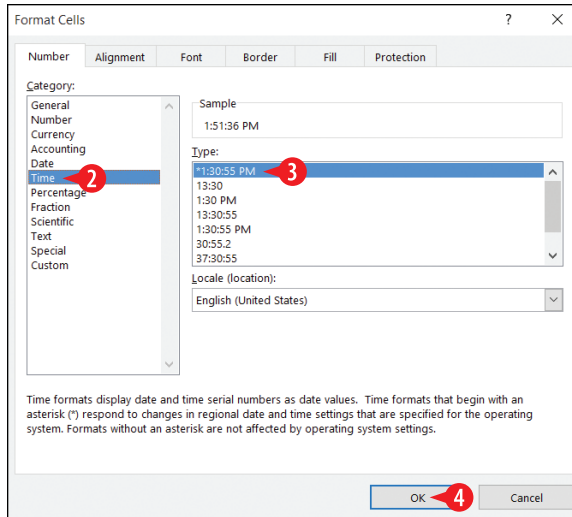 Format Cells ? ×
Number Alignment Font Border Fill Protection
Category:
General
Number
Currency
Accounting
Date
Time 2
Percentage
Fraction
Scientific
Text
Special
Custom
Sample
1:51:36 PM
Type:
*1:30:55 PM 3
13:30
1:30 PM
13:30:55
1:30:55 PM
30:55.2
37:30:55
Locale (location):
English (United States)
Time formats display date and time serial numbers as date values. Time formats that begin with an
asterisk (*) respond to changes in regional date and time settings that are specified for the operating
system. Formats without an asterisk are not affected by operating system settings.
OK 4 Cancel